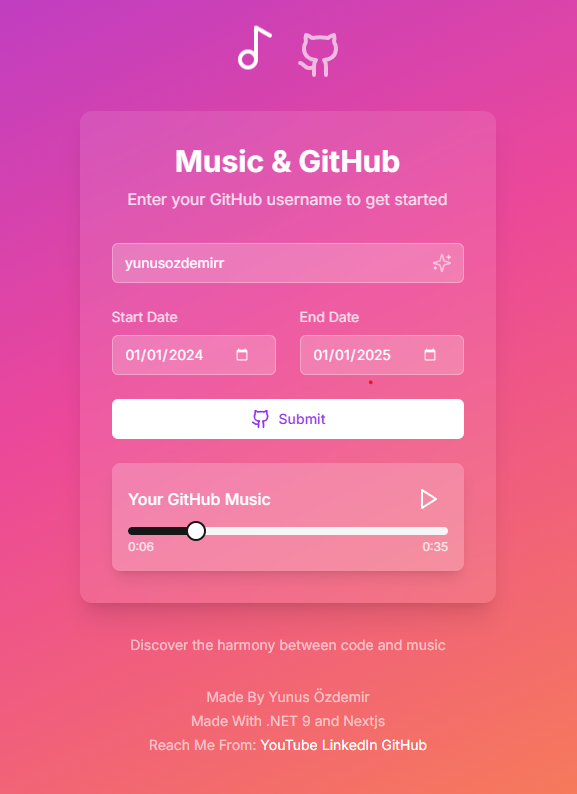 Music & GitHub
Enter your GitHub username to get started
yunusozdemirr
Start Date End Date
01/01/2024 01/01/2025
Submit
Your GitHub Music
0:06 0:35
Discover the harmony between code and music
Made By Yunus Özdemir
Made With .NET 9 and Nextjs
Reach Me From: YouTube LinkedIn GitHub